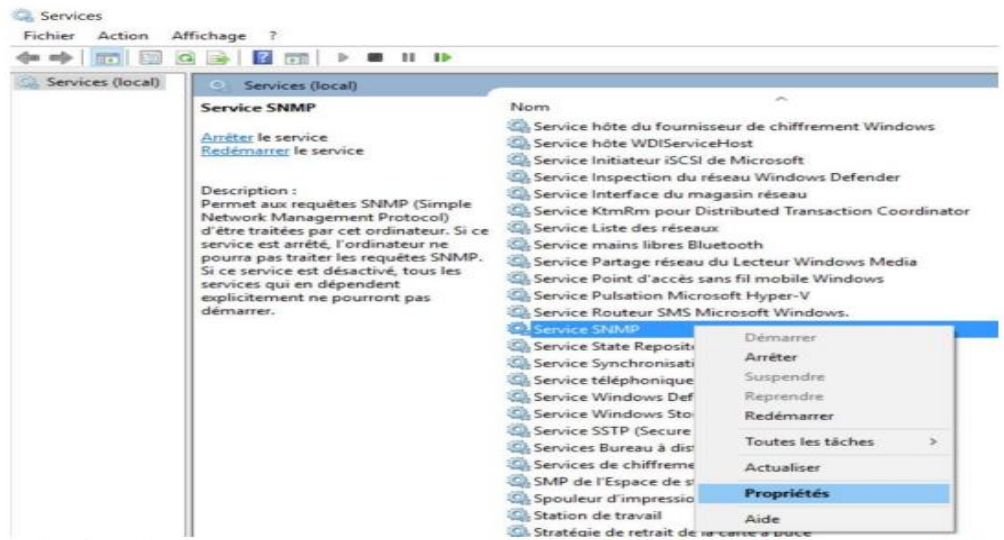 Services
Fichier Action Affichage ?
Services (local)
Services (local)
Service SNMP
Arrêter le service
Redémarrer le service
Description :
Permet aux requêtes SNMP (Simple
Network Management Protocol)
d'être traitées par cet ordinateur. Si ce
service est arrêté, l'ordinateur ne
pourra pas traiter les requêtes SNMP.
Si ce service est désactivé, tous les
services qui en dépendent
explicitement ne pourront pas
démarrer.
Nom
Service hôte du fournisseur de chiffrement Windows
Service hôte WDIServiceHost
Service Initiateur iSCSI de Microsoft
Service Inspection du réseau Windows Defender
Service Interface du magasin réseau
Service KtmRm pour Distributed Transaction Coordinator
Service Liste des réseaux
Service mains libres Bluetooth
Service Partage réseau du Lecteur Windows Media
Service Point d'accès sans fil mobile Windows
Service Pulsation Microsoft Hyper-V
Service Routeur SMS Microsoft Windows.
Service SNMP
Service State Reposit
Service Synchronisati
Service téléphonique
Service Windows Def
Service Windows Sto
Service SSTP (Secure
Services Bureau à dis
Services de chiffreme
SMP de l'Espace de s
Spouleur d'impressio
Station de travail
Stratégie de retrait de la carte à puce
Démarrer
Arrêter
Suspendre
Reprendre
Redémarrer
Toutes les tâches >
Actualiser
Propriétés
Aide